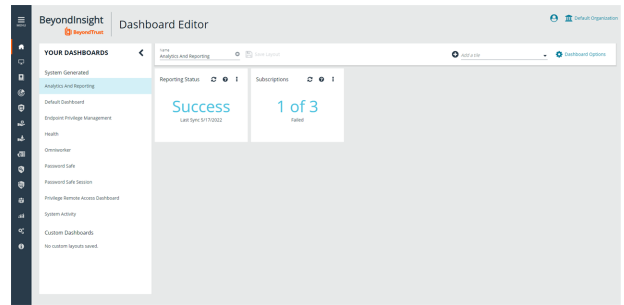 MENU
BeyondInsight
BeyondTrust
Dashboard Editor
Default Organization
YOUR DASHBOARDS
System Generated
Analytics And Reporting
Default Dashboard
Endpoint Privilege Management
Health
Omniworker
Password Safe
Password Safe Session
Privilege Remote Access Dashboard
System Activity
Custom Dashboards
No custom layouts saved.
Name
Analytics And Reporting
Save Layout
Add a tile
Dashboard Options
Reporting Status
Success
Last Sync 5/17/2022
Subscriptions
1 of 3
Failed